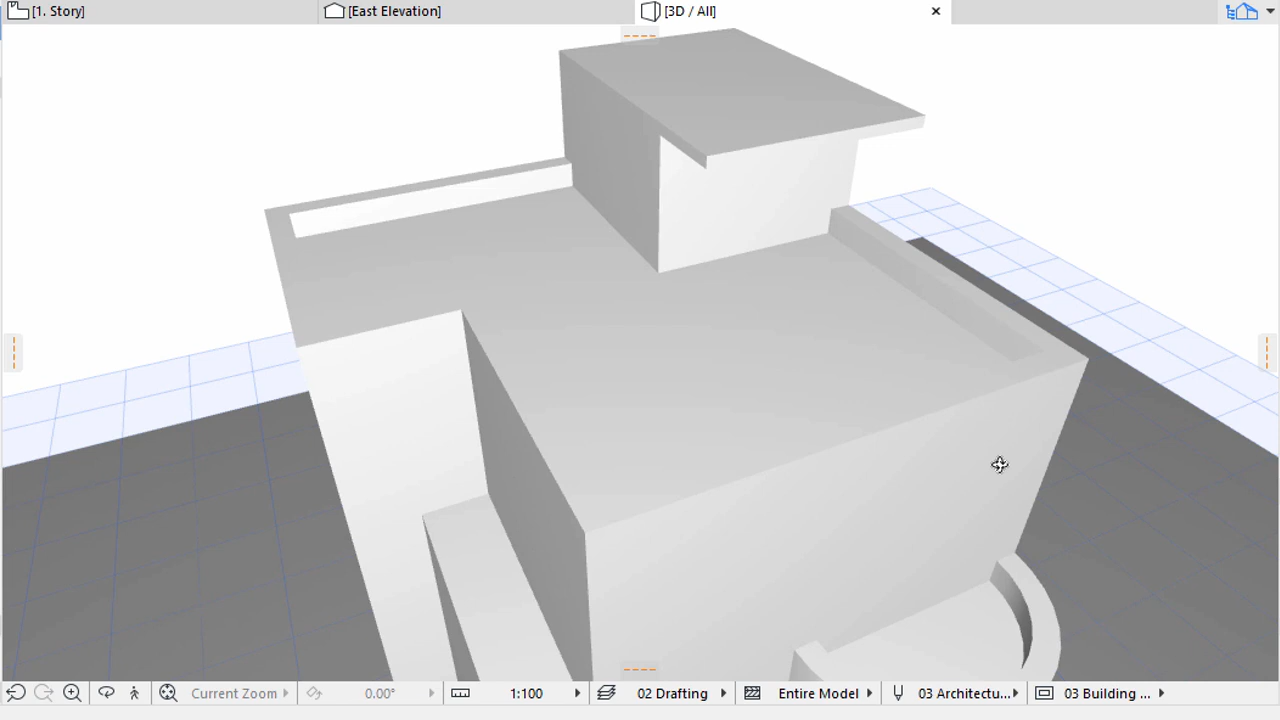 [1. Story]
[East Elevation]
[3D / All]
Current Zoom
0.00°
1:100
02 Drafting
Entire Model
03 Architectu...
03 Building ...